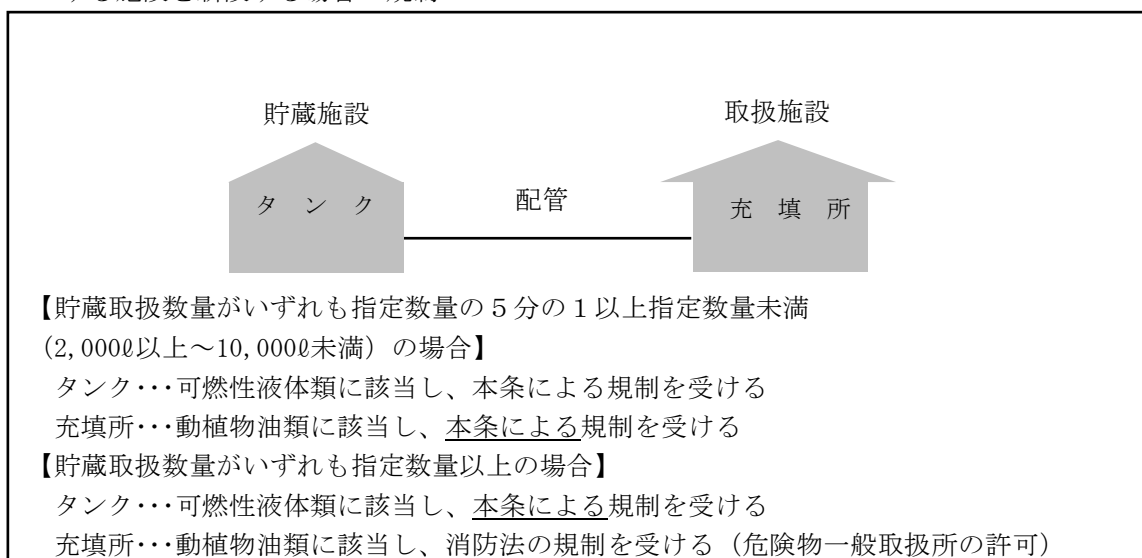 貯蔵施設 取扱施設
タ ン ク 配管 充 填 所
【貯蔵取扱数量がいずれも指定数量の５分の１以上指定数量未満
（2,000ℓ以上～10,000ℓ未満）の場合】
タンク･･･可燃性液体類に該当し、本条による規制を受ける
充填所･･･動植物油類に該当し、本条による規制を受ける
【貯蔵取扱数量がいずれも指定数量以上の場合】
タンク･･･可燃性液体類に該当し、本条による規制を受ける
充填所･･･動植物油類に該当し、消防法の規制を受ける（危険物一般取扱所の許可）